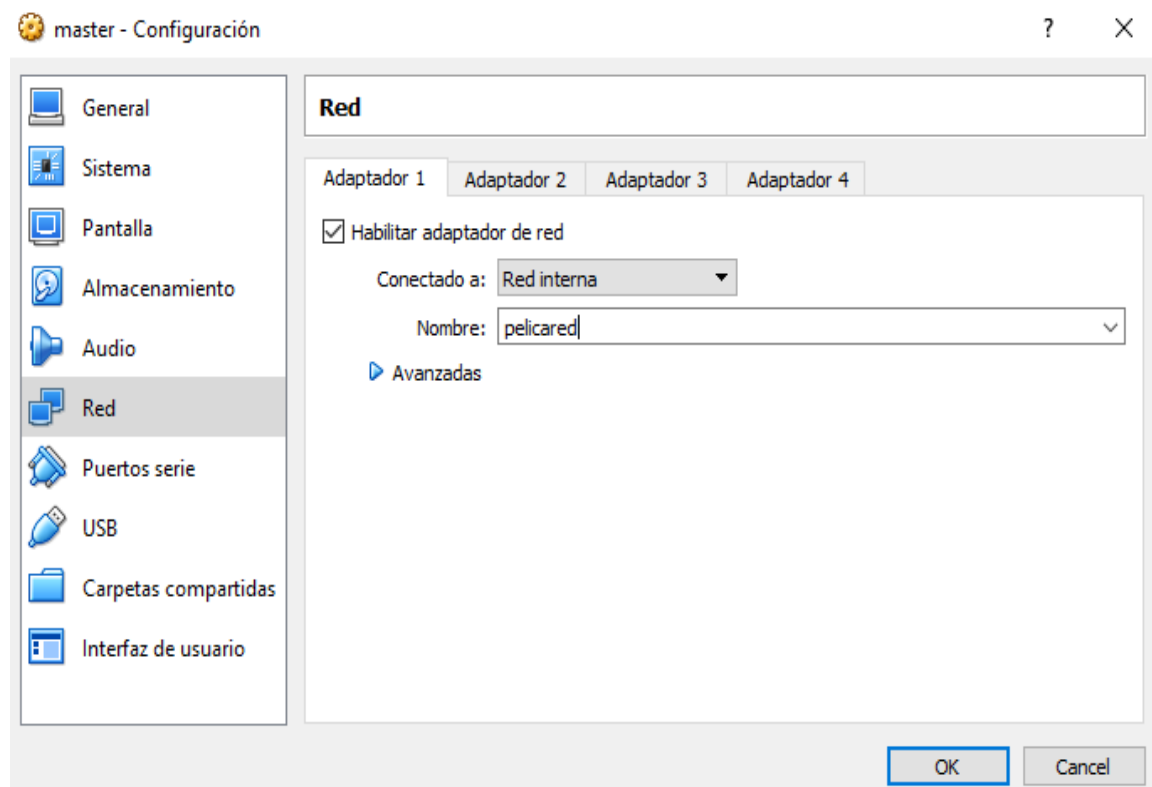 master - Configuración
?
General
Sistema
Pantalla
Almacenamiento
Audio
Red
Puertos serie
USB
Carpetas compartidas
Interfaz de usuario
Red
Adaptador 1 Adaptador 2 Adaptador 3 Adaptador 4
Habilitar adaptador de red
Conectado a: Red interna
Nombre: pelicared
Avanzadas
OK Cancel